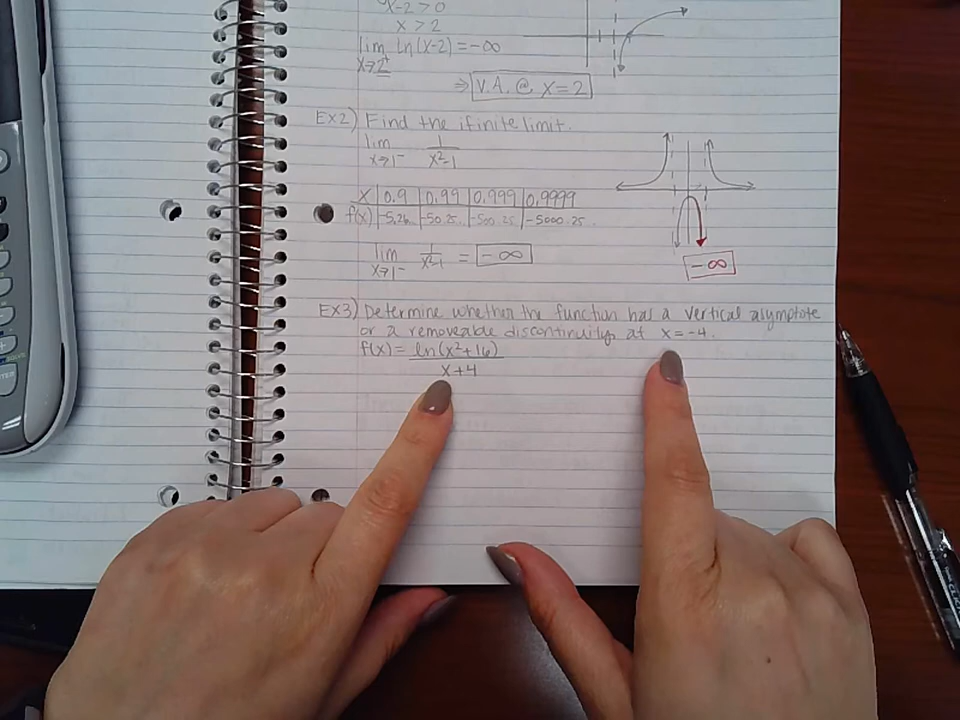 x-2>0
x>2
lim ln(x-2) = -∞
x→2⁺
⇒ V.A. @ x=2
EX2) Find the ifinite limit.
lim 1/(x²-1)
x→1⁻
x | 0.9 | 0.99 | 0.999 | 0.9999
f(x) | -5.26 | -50.25 | -500.25 | -5000.25
lim 1/(x²-1) = -∞
x→1⁻
-∞
EX3) Determine whether the function has a vertical asymptote
or a removeable discontinuity at x=-4.
f(x) = ln(x²+16)
x+4